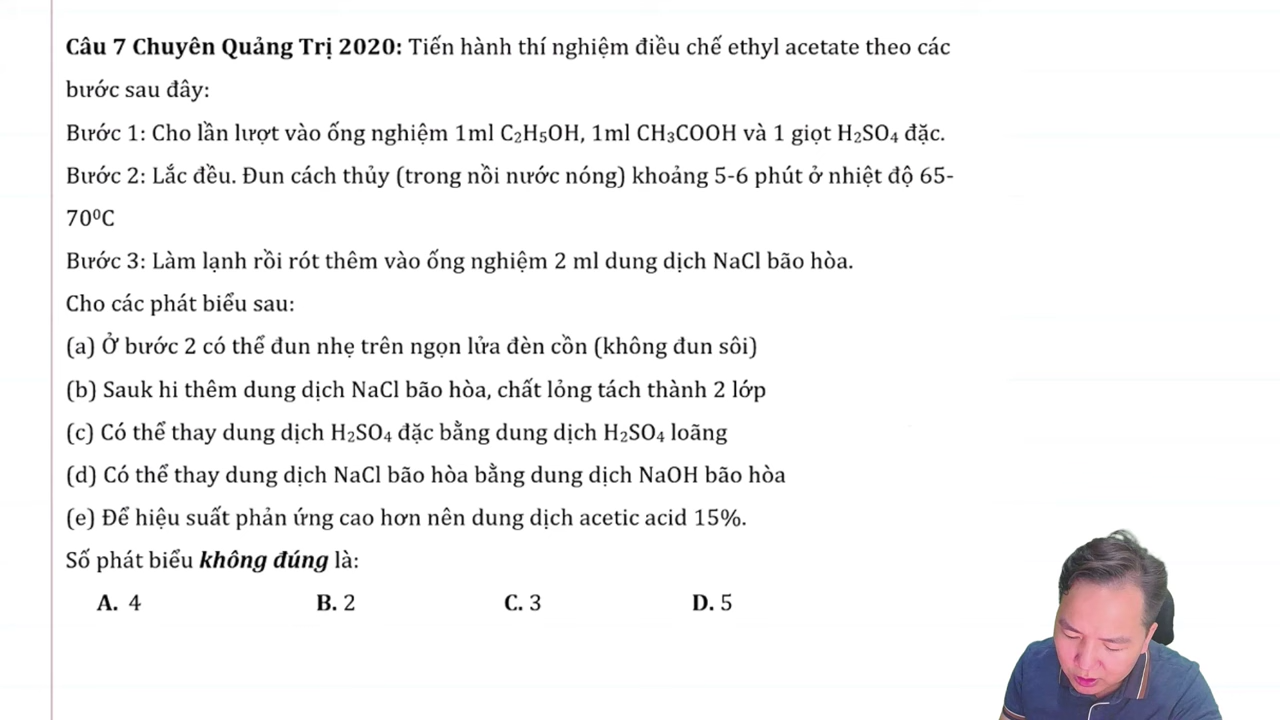 Câu 7 Chuyên Quảng Trị 2020: Tiến hành thí nghiệm điều chế ethyl acetate theo các
bước sau đây:
Bước 1: Cho lần lượt vào ống nghiệm 1ml C₂H₅OH, 1ml CH₃COOH và 1 giọt H₂SO₄ đặc.
Bước 2: Lắc đều. Đun cách thủy (trong nồi nước nóng) khoảng 5-6 phút ở nhiệt độ 65-
70⁰C
Bước 3: Làm lạnh rồi rót thêm vào ống nghiệm 2 ml dung dịch NaCl bão hòa.
Cho các phát biểu sau:
(a) Ở bước 2 có thể đun nhẹ trên ngọn lửa đèn cồn (không đun sôi)
(b) Sauk hi thêm dung dịch NaCl bão hòa, chất lỏng tách thành 2 lớp
(c) Có thể thay dung dịch H₂SO₄ đặc bằng dung dịch H₂SO₄ loãng
(d) Có thể thay dung dịch NaCl bão hòa bằng dung dịch NaOH bão hòa
(e) Để hiệu suất phản ứng cao hơn nên dung dịch acetic acid 15%.
Số phát biểu không đúng là:
A. 4 B. 2 C. 3 D. 5